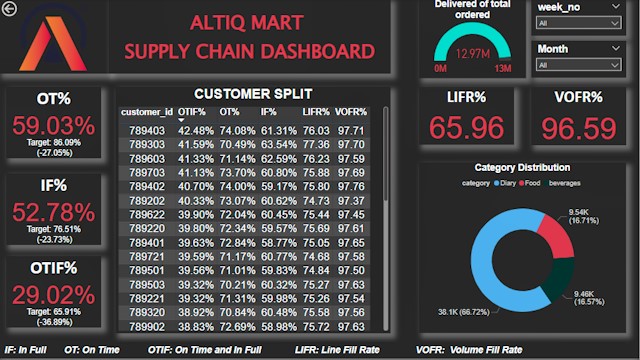 ALTIQ MART
SUPPLY CHAIN DASHBOARD
Delivered of total
ordered
12.97M
0M 13M
week_no
All
Month
All
OT%
59.03%
Target: 86.09%
(-27.05%)
IF%
52.78%
Target: 76.51%
(-23.73%)
OTIF%
29.02%
Target: 65.91%
(-36.89%)
CUSTOMER SPLIT
customer_id OTIF% OT% IF% LIFR% VOFR%
789403 42.48% 74.08% 61.31% 76.03 97.71
789303 41.59% 70.49% 63.54% 77.36 97.70
789603 41.33% 71.14% 62.59% 76.23 97.59
789703 41.13% 73.70% 60.80% 75.88 97.69
789402 40.70% 74.00% 59.17% 75.80 97.76
789202 40.33% 73.07% 60.62% 74.73 97.37
789622 39.90% 72.04% 60.45% 75.44 97.45
789220 39.80% 72.34% 59.57% 75.69 97.61
789401 39.63% 72.84% 58.77% 75.05 97.65
789721 39.59% 71.17% 60.77% 74.68 97.58
789501 39.56% 71.01% 59.83% 74.84 97.50
789503 39.32% 70.21% 60.32% 75.27 97.63
789221 39.32% 71.31% 59.98% 75.26 97.54
789320 38.92% 70.84% 60.48% 75.58 97.56
789902 38.83% 72.69% 58.98% 75.72 97.63
LIFR%
65.96
VOFR%
96.59
Category Distribution
category Diary Food beverages
9.54K
(16.71%)
9.46K
(16.57%)
38.1K (66.72%)
IF: In Full OT: On Time OTIF: On Time and In Full LIFR: Line Fill Rate VOFR: Volume Fill Rate